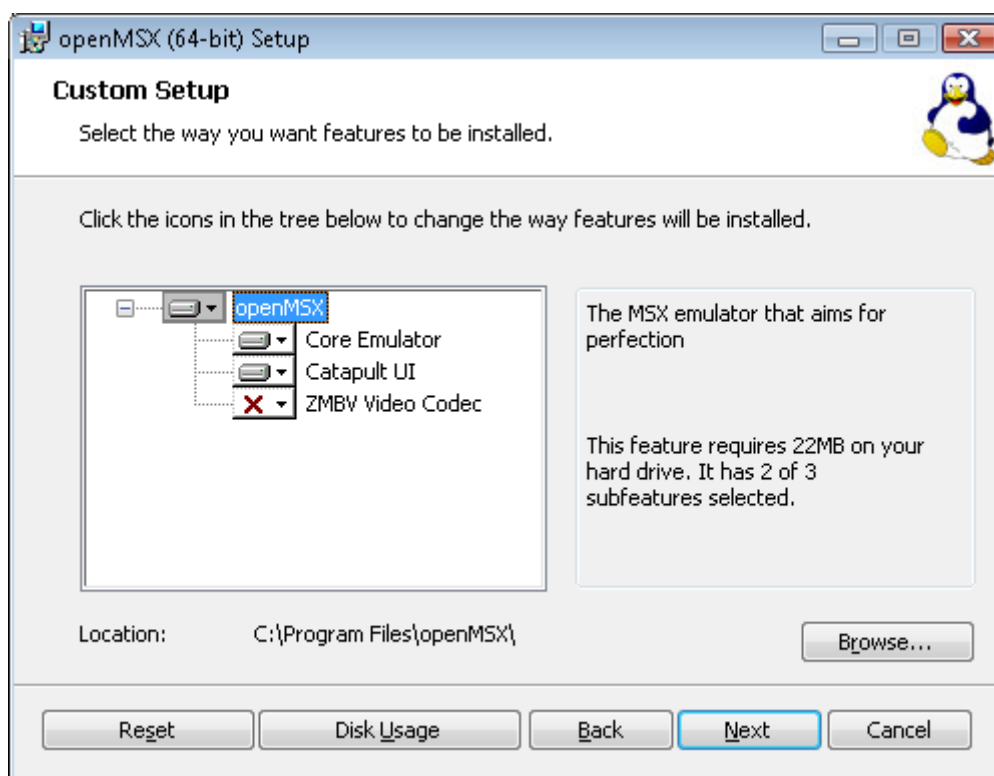 openMSX (64-bit) Setup
Custom Setup
Select the way you want features to be installed.
Click the icons in the tree below to change the way features will be installed.
openMSX
Core Emulator
Catapult UI
ZMBV Video Codec
The MSX emulator that aims for
perfection
This feature requires 22MB on your
hard drive. It has 2 of 3
subfeatures selected.
Location: C:\Program Files\openMSX\
Browse...
Reset Disk Usage Back Next Cancel